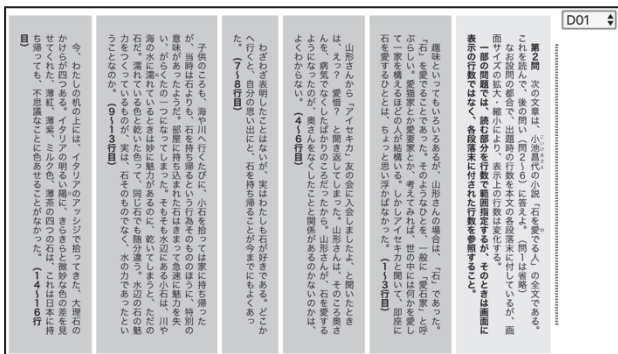 D01
第2問　次の文章は、小池昌代の小説「石を愛でる人」の全文である。
これを読んで、後の問い（問2～6）に答えよ。（問1は省略）
なお設問の都合で、出題時の行数を本文の各段落末に付しているが、画
面サイズの拡大・縮小により、表示上の行数は変化する。
一部の問題では、読む部分を行数で範囲指定するが、そのときは画面に
表示の行数ではなく、各段落末に付された行数を参照すること。
趣味といってもいろいろあるが、山形さんの場合は、「石」であった。
「石」を愛でることであった。そのようなひとを、一般に「愛石家」と呼
ぶらしい。愛猫家とか愛妻家とか、考えてみれば、世の中には何かを愛し
て一家を構えるほどの人が結構いる。しかしアイセキカと聞いて、即座に
石を愛するひととは、ちょっと思い浮かばなかった。（1～3行目）
山形さんから、「アイセキカ」友の会に入会しましたよ、と聞いたとき
は、えっ？　愛惜？　と聞き返してしまった。山形さんは、そのころ奥さ
んを、病気でなくしたばかりのころだったから。山形さんが、石を愛する
ようになったのが、奥さんをなくしたことと関係があるのかないのかは、
よくわからない。（4～6行目）
わざわざ表明したことはないが、実はわたしも石が好きである。どこか
へ行くと、自分の思い出にと、石を持ち帰ることが今までにもよくあっ
た。（7～8行目）
子供のころも、海や川へ行くたびに、小石を拾っては家に持ち帰った
が、当時は石よりも、石を持ち帰るという行為そのもののほうに、特別の
意味があったようだ。部屋に持ち込まれた石はきまって急速に魅力を失
い、がらくたの一つになってしまった。そもそも水辺にある小石は、川や
海の水に濡れているときは妙に魅力があるのに、乾いてしまうと、ただの
石だ。濡れている色と乾いた色って、同じ石でも随分違う。水辺の石の魅
力をつくっているものが、実は、石そのものでなく、水の力であったとい
うことなのか。（9～13行目）
今、わたしの机の上には、イタリアのアッシジで拾ってきた、大理石の
かけらが四つある。イタリアの明るい陽に、きらきらと微妙な色の差を見
せてくれた、薄紅、薄紫、ミルク色、薄茶の四つの石は、これは日本に持
ち帰っても、不思議なことに色あせることがなかった。（14～16行
目）